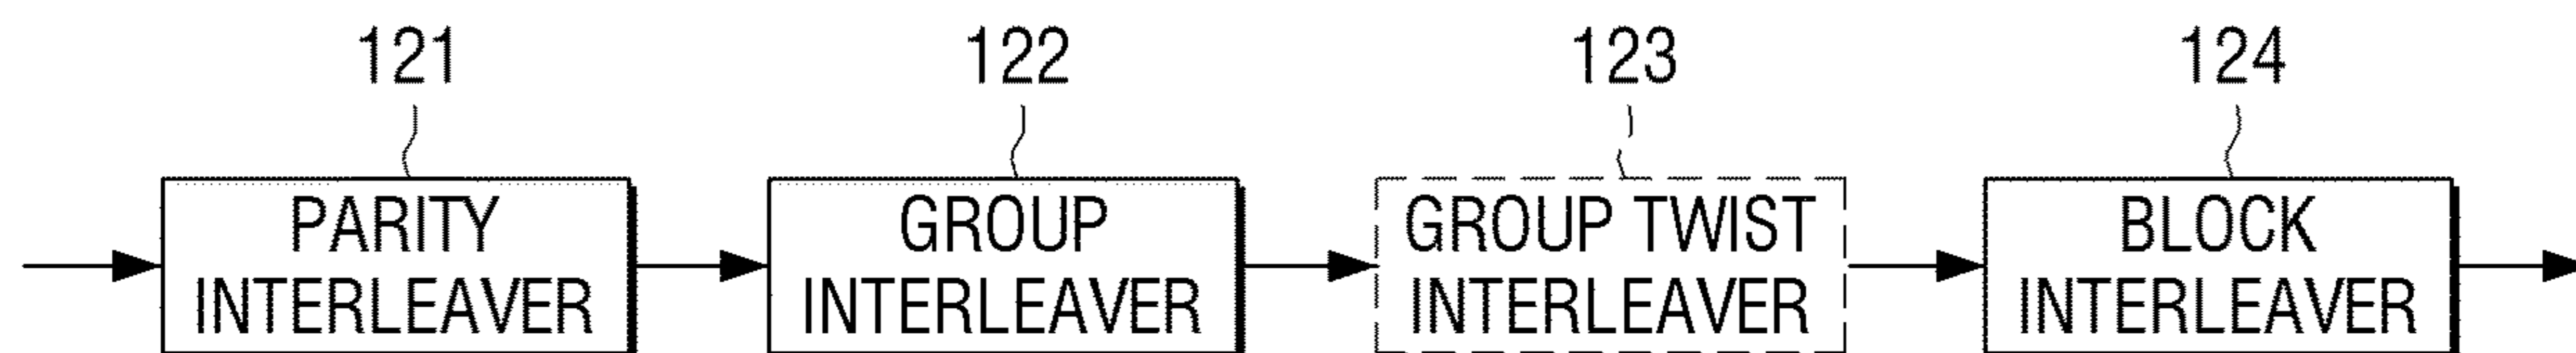 121
122
123
124
PARITY
INTERLEAVER
GROUP
INTERLEAVER
GROUP TWIST
INTERLEAVER
BLOCK
INTERLEAVER